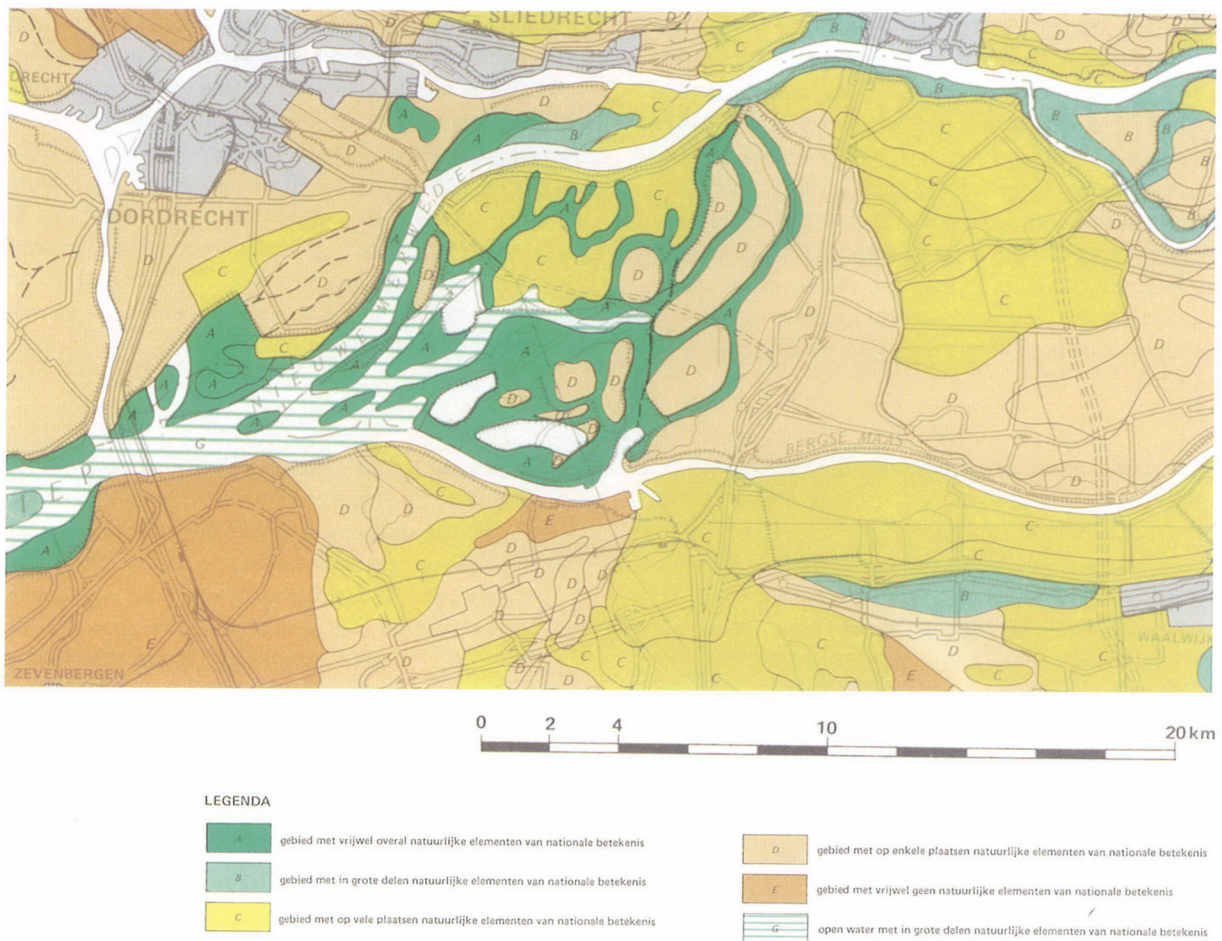 SLIEDRECHT
DRECHT
DORDRECHT
NIEUWE MERWEDE
BERGSE MAAS
ZEVENBERGEN
WAALWIJK
0 2 4 10 20 km
LEGENDA
A gebied met vrijwel overal natuurlijke elementen van nationale betekenis
B gebied met in grote delen natuurlijke elementen van nationale betekenis
C gebied met op vele plaatsen natuurlijke elementen van nationale betekenis
D gebied met op enkele plaatsen natuurlijke elementen van nationale betekenis
E gebied met vrijwel geen natuurlijke elementen van nationale betekenis
G open water met in grote delen natuurlijke elementen van nationale betekenis